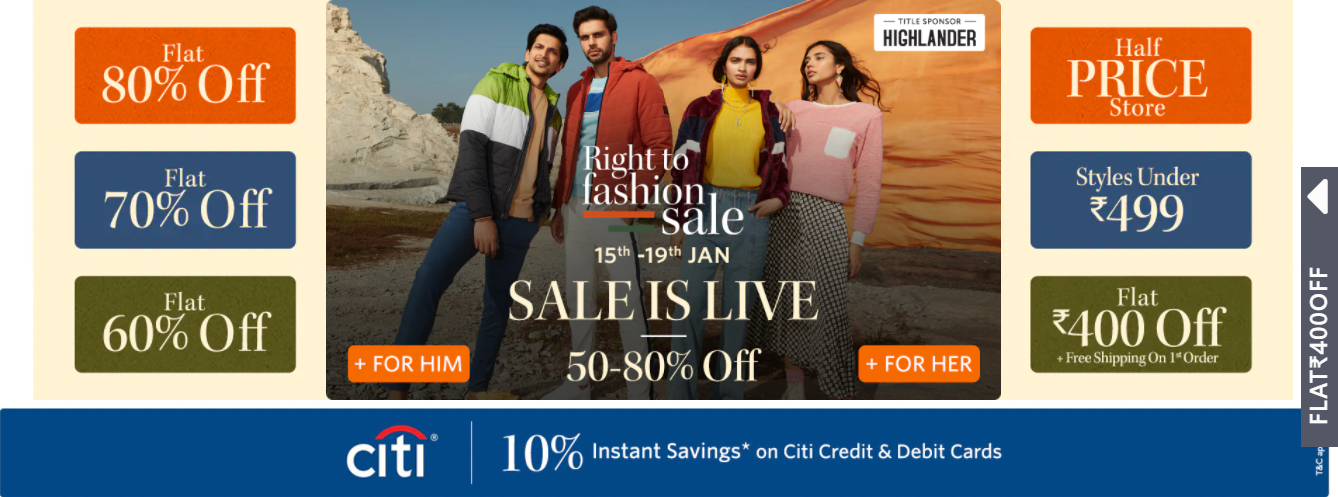 Flat
80% Off
Flat
70% Off
Flat
60% Off
TITLE SPONSOR
HIGHLANDER
Right to
fashion
sale
15th -19th JAN
SALE IS LIVE
50-80% Off
+ FOR HIM
+ FOR HER
Half
PRICE
Store
Styles Under
₹499
Flat
₹400 Off
+ Free Shipping On 1st Order
FLAT ₹400 OFF
citi®
10% Instant Savings* on Citi Credit & Debit Cards
T&C